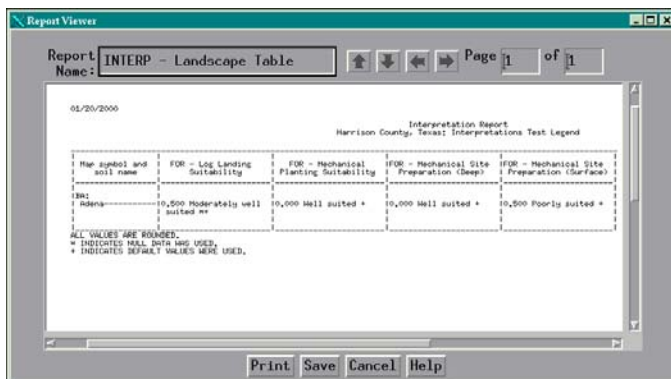 Report Viewer
Report Name: INTERP - Landscape Table Page 1 of 1
01/20/2000
Interpretation Report
Harrison County, Texas; Interpretations Test Legend
Map symbol and soil name | FOR - Log Landing Suitability | FOR - Mechanical Planting Suitability | FOR - Mechanical Site Preparation (Deep) | FOR - Mechanical Site Preparation (Surface)
BA:
Adena | 0.500 Moderately well suited *+ | 0.000 Well suited + | 0.000 Well suited + | 0.500 Poorly suited +
ALL VALUES ARE ROUNDED.
* INDICATES NULL DATA WAS USED.
+ INDICATES DEFAULT VALUES WERE USED.
Print Save Cancel Help